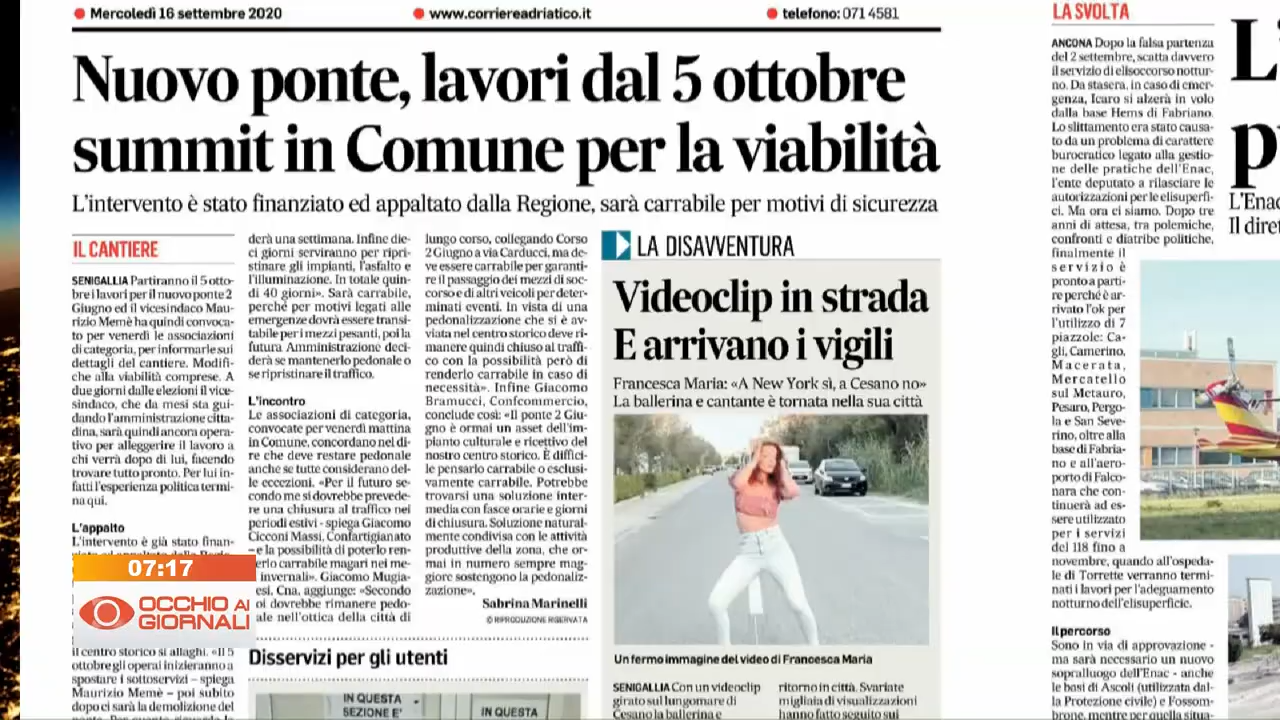 Mercoledì 16 settembre 2020
www.corriereadriatico.it
telefono: 071 4581
Nuovo ponte, lavori dal 5 ottobre
summit in Comune per la viabilità
L'intervento è stato finanziato ed appaltato dalla Regione, sarà carrabile per motivi di sicurezza
IL CANTIERE
SENIGALLIA Partiranno il 5 otto-
bre i lavori per il nuovo ponte 2
Giugno ed il vicesindaco Mau-
rizio Memè ha quindi convoca-
to per venerdì le associazioni
di categoria, per informarle sui
dettagli del cantiere. Modifi-
che alla viabilità comprese. A
due giorni dalle elezioni il vice-
sindaco, che da mesi sta gui-
dando l'amministrazione citta-
dina, sarà quindi ancora opera-
tivo per alleggerire il lavoro a
chi verrà dopo di lui, facendo
trovare tutto pronto. Per lui in-
fatti l'esperienza politica termi-
na qui.
L'appalto
L'intervento è già stato finan-
07:17
OCCHIO AI
GIORNALI
il centro storico si allaghi. «Il 5
ottobre gli operai inizieranno a
spostare i sottoservizi – spiega
Maurizio Memè – poi subito
dopo ci sarà la demolizione del
derà una settimana. Infine die-
ci giorni serviranno per ripri-
stinare gli impianti, l'asfalto e
l'illuminazione. In totale quin-
di 40 giorni». Sarà carrabile,
perché per motivi legati alle
emergenze dovrà essere transi-
tabile per i mezzi pesanti, poi la
futura Amministrazione deci-
derà se mantenerlo pedonale o
se ripristinare il traffico.
L'incontro
Le associazioni di categoria,
convocate per venerdì mattina
in Comune, concordano nel di-
re che deve restare pedonale
anche se tutte considerano del-
le eccezioni. «Per il futuro se-
condo me si dovrebbe prevede-
re una chiusura al traffico nei
periodi estivi - spiega Giacomo
Cicconi Massi, Confartigianato
– e la possibilità di poterlo ren-
erlo carrabile magari nei me-
invernali». Giacomo Mugia-
esi, Cna, aggiunge: «Secondo
oi dovrebbe rimanere pedo-
ale nell'ottica della città di
lungo corso, collegando Corso
2 Giugno a via Carducci, ma de-
ve essere carrabile per garanti-
re il passaggio dei mezzi di soc-
corso e di altri veicoli per deter-
minati eventi. In vista di una
pedonalizzazione che si è av-
viata nel centro storico deve ri-
manere quindi chiuso al traffi-
co con la possibilità però di
renderlo carrabile in caso di
necessità». Infine Giacomo
Bramucci, Confcommercio,
conclude così: «Il ponte 2 Giu-
gno è ormai un asset dell'im-
pianto culturale e ricettivo del
nostro centro storico. È diffici-
le pensarlo carrabile o esclusi-
vamente carrabile. Potrebbe
trovarsi una soluzione inter-
media con fasce orarie e giorni
di chiusura. Soluzione natural-
mente condivisa con le attività
produttive della zona, che or-
mai in numero sempre mag-
giore sostengono la pedonaliz-
zazione».
Sabrina Marinelli
© RIPRODUZIONE RISERVATA
Disservizi per gli utenti
IN QUESTA
SEZIONE E'
IN QUESTA
LA DISAVVENTURA
Videoclip in strada
E arrivano i vigili
Francesca Maria: «A New York sì, a Cesano no»
La ballerina e cantante è tornata nella sua città
Un fermo immagine del video di Francesca Maria
SENIGALLIA Con un videoclip
girato sul lungomare di
Cesano la ballerina e
ritorno in città. Svariate
migliaia di visualizzazioni
hanno fatto seguito sui
LA SVOLTA
ANCONA Dopo la falsa partenza
del 2 settembre, scatta davvero
il servizio di elisoccorso nottur-
no. Da stasera, in caso di emer-
genza, Icaro si alzerà in volo
dalla base Hems di Fabriano.
Lo slittamento era stato causa-
to da un problema di carattere
burocratico legato alla gestio-
ne delle pratiche dell'Enac,
l'ente deputato a rilasciare le
autorizzazioni per le elisuperfi-
ci. Ma ora ci siamo. Dopo tre
anni di attesa, tra polemiche,
confronti e diatribe politiche,
finalmente il
servizio è
pronto a parti-
re perché è ar-
rivato l'ok per
l'utilizzo di 7
piazzole: Ca-
gli, Camerino,
Macerata,
Mercatello
sul Metauro,
Pesaro, Pergo-
la e San Seve-
rino, oltre alla
base di Fabria-
no e all'aero-
porto di Falco-
nara che con-
tinuerà ad es-
sere utilizzato
per i servizi
del 118 fino a
novembre, quando all'ospeda-
le di Torrette verranno termi-
nati i lavori per l'adeguamento
notturno dell'elisuperficie.
Il percorso
Sono in via di approvazione -
ma sarà necessario un nuovo
sopralluogo dell'Enac - anche
le basi di Ascoli (utilizzata dal-
la Protezione civile) e Fossom-
brone, mentre per quella situa-
L'
p
L'Enac
Il diret